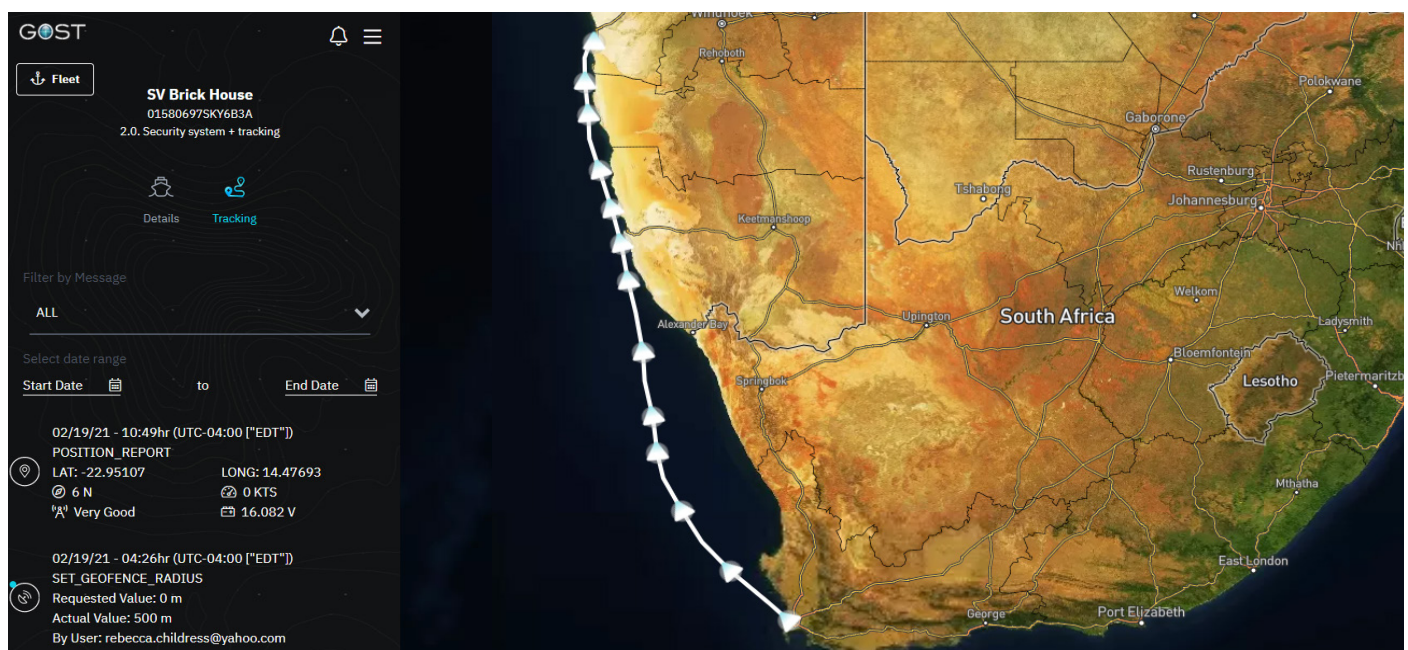 GOST
Fleet
SV Brick House
01580697SKY6B3A
2.0. Security system + tracking
Details
Tracking
Filter by Message
ALL
Select date range
Start Date
to
End Date
02/19/21 - 10:49hr (UTC-04:00 ["EDT"])
POSITION_REPORT
LAT: -22.95107 LONG: 14.47693
6 N 0 KTS
Very Good 16.082 V
02/19/21 - 04:26hr (UTC-04:00 ["EDT"])
SET_GEOFENCE_RADIUS
Requested Value: 0 m
Actual Value: 500 m
By User: rebecca.childress@yahoo.com
Windhoek
Rehoboth
Polokwane
Gaborone
Rustenburg
Tshabong
Johannesburg
Keetmanshoop
Welkom
Alexander Bay
Upington
South Africa
Ladysmith
Bloemfontein
Springbok
Lesotho
Pietermaritzb
Mthatha
East London
George
Port Elizabeth